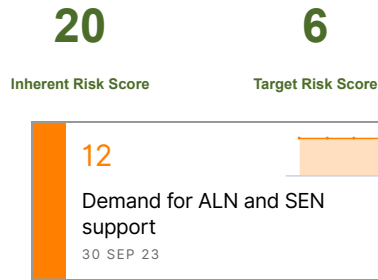 20 6
Inherent Risk Score Target Risk Score
12
Demand for ALN and SEN
support
30 SEP 23